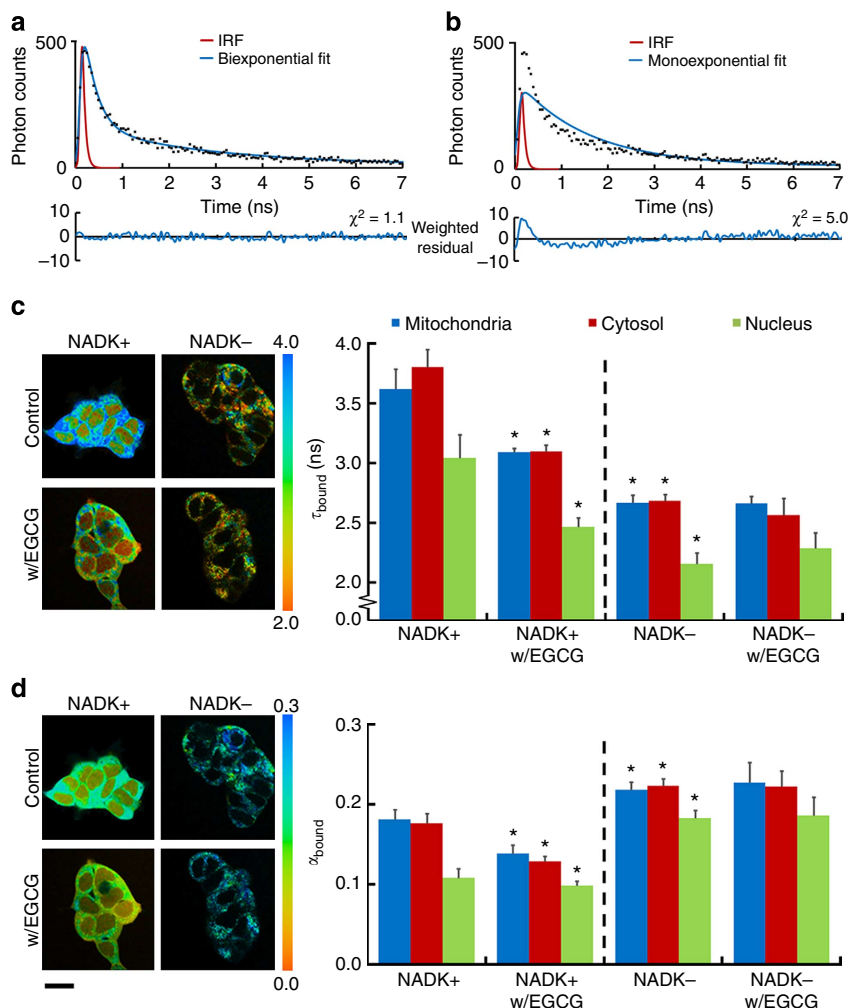 a
500
0
Photon counts
IRF
Biexponential fit
0 1 2 3 4 5 6 7
Time (ns)
10
0
−10
χ² = 1.1
b
500
0
Photon counts
IRF
Monoexponential fit
0 1 2 3 4 5 6 7
Time (ns)
Weighted
residual
10
0
−10
χ² = 5.0
c
NADK+ NADK−
Control
w/EGCG
4.0
2.0
Mitochondria Cytosol Nucleus
τbound (ns)
4.0
3.5
3.0
2.5
2.0
0.0
* *
*
* *
*
NADK+ NADK+ NADK− NADK−
w/EGCG w/EGCG
d
NADK+ NADK−
Control
w/EGCG
0.3
0.0
αbound
0.3
0.2
0.1
0.0
* * *
* * *
NADK+ NADK+ NADK− NADK−
w/EGCG w/EGCG